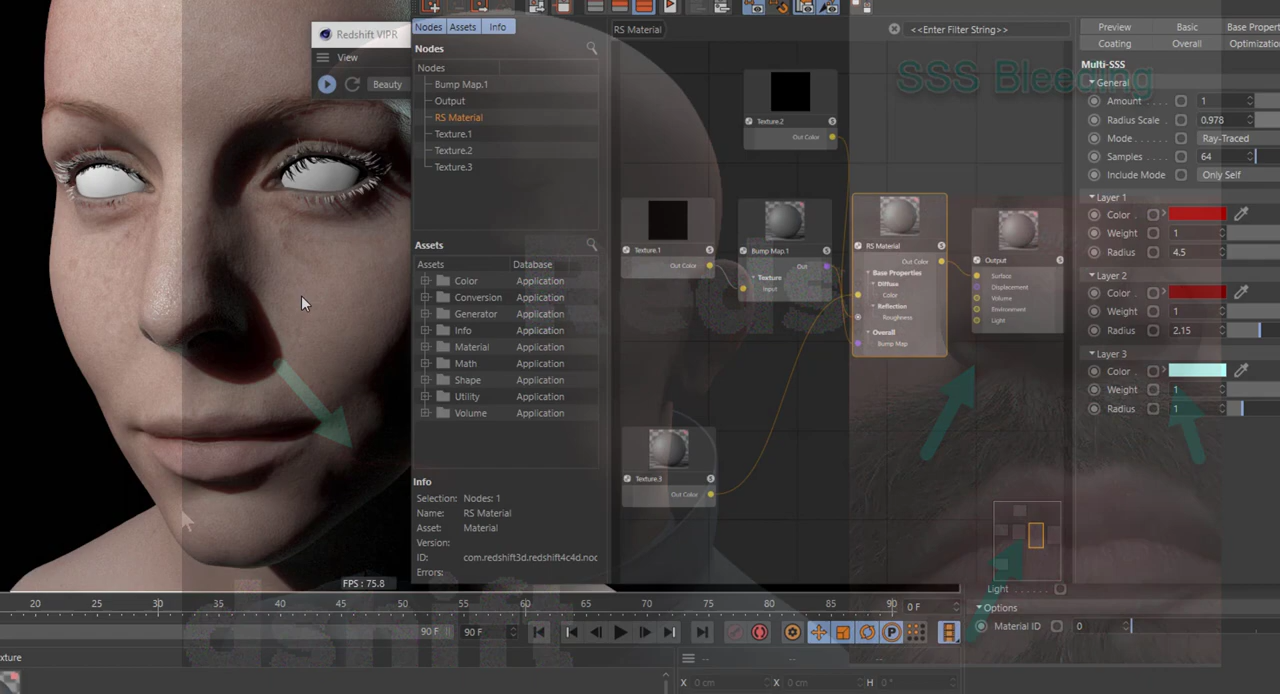 Redshift VIPR
View
Beauty
FPS : 75.8
Nodes Assets Info
Nodes
Nodes
Bump Map.1
Output
RS Material
Texture.1
Texture.2
Texture.3
Assets
Assets Database
Color Application
Conversion Application
Generator Application
Info Application
Material Application
Math Application
Shape Application
Utility Application
Volume Application
Info
Selection: Nodes: 1
Name: RS Material
Asset: Material
Version:
ID: com.redshift3d.redshift4c4d.nod
Errors:
RS Material
<<Enter Filter String>>
SSS Bleeding
Texture.2
Out Color
Texture.1
Out Color
Bump Map.1
Out
Texture
Input
RS Material
Out Color
Base Properties
Diffuse
Color
Reflection
Roughness
Overall
Bump Map
Output
Surface
Displacement
Volume
Environment
Light
Texture.3
Out Color
Preview Basic Base Propert
Coating Overall Optimizatio
Multi-SSS
General
Amount 1
Radius Scale 0.978
Mode Ray-Traced
Samples 64
Include Mode Only Self
Layer 1
Color
Weight 1
Radius 4.5
Layer 2
Color
Weight 1
Radius 2.15
Layer 3
Color
Weight 1
Radius 1
Light
Options
Material ID 0
20 25 30 35 40 45 50 55 60 65 70 75 80 85 90 0 F
90 F 90 F
P
xture
-- -- --
X 0 cm X 0 cm H 0 °